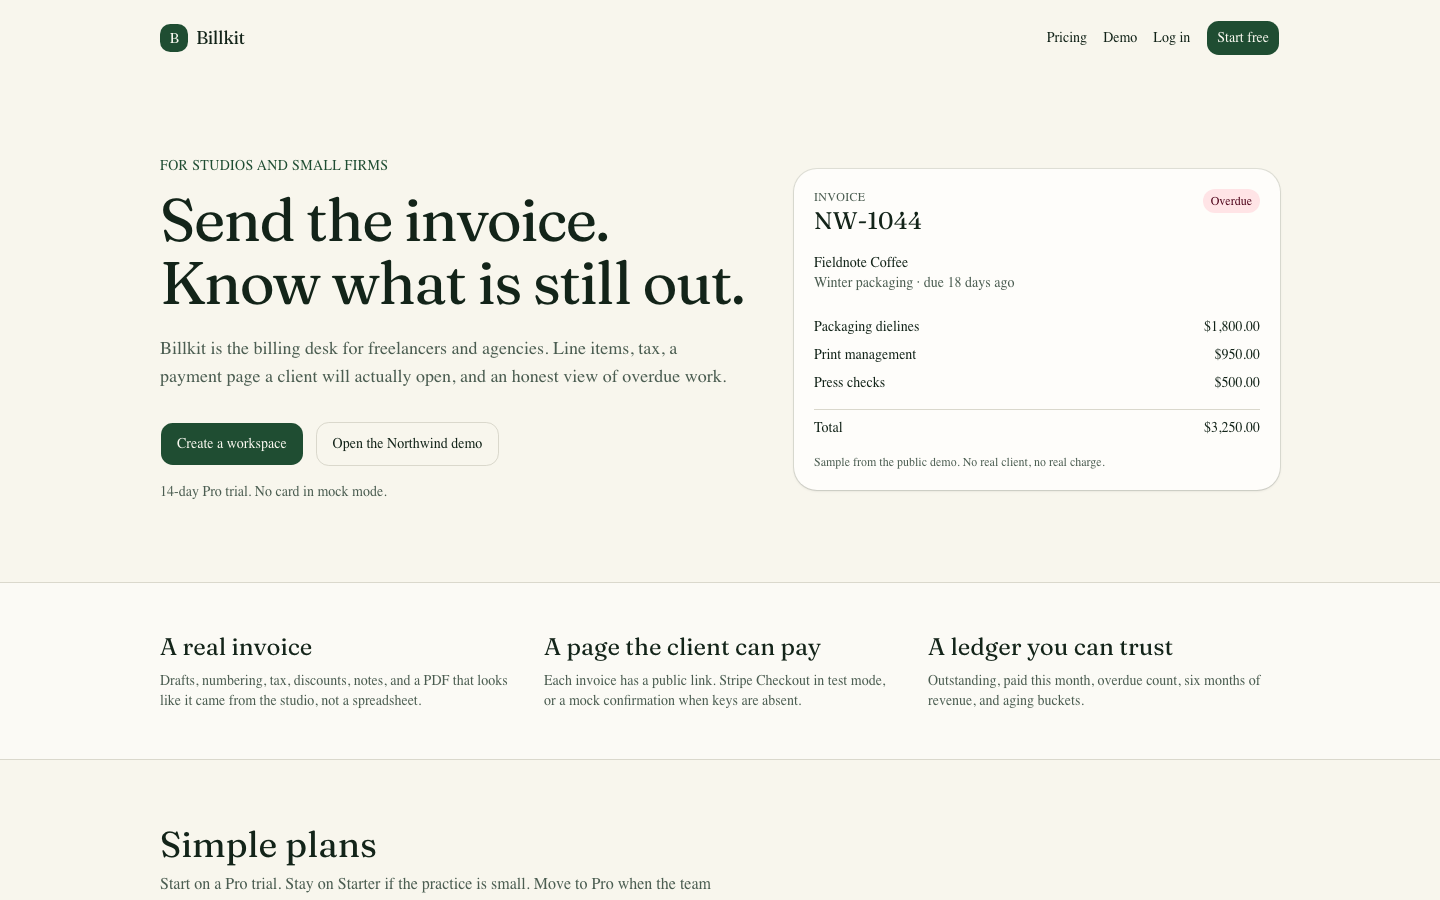 B Billkit
Pricing Demo Log in Start free
FOR STUDIOS AND SMALL FIRMS
Send the invoice.
Know what is still out.
Billkit is the billing desk for freelancers and agencies. Line items, tax, a
payment page a client will actually open, and an honest view of overdue work.
Create a workspace
Open the Northwind demo
14-day Pro trial. No card in mock mode.
INVOICE
Overdue
NW-1044
Fieldnote Coffee
Winter packaging · due 18 days ago
Packaging dielines $1,800.00
Print management $950.00
Press checks $500.00
Total $3,250.00
Sample from the public demo. No real client, no real charge.
A real invoice
Drafts, numbering, tax, discounts, notes, and a PDF that looks
like it came from the studio, not a spreadsheet.
A page the client can pay
Each invoice has a public link. Stripe Checkout in test mode,
or a mock confirmation when keys are absent.
A ledger you can trust
Outstanding, paid this month, overdue count, six months of
revenue, and aging buckets.
Simple plans
Start on a Pro trial. Stay on Starter if the practice is small. Move to Pro when the team